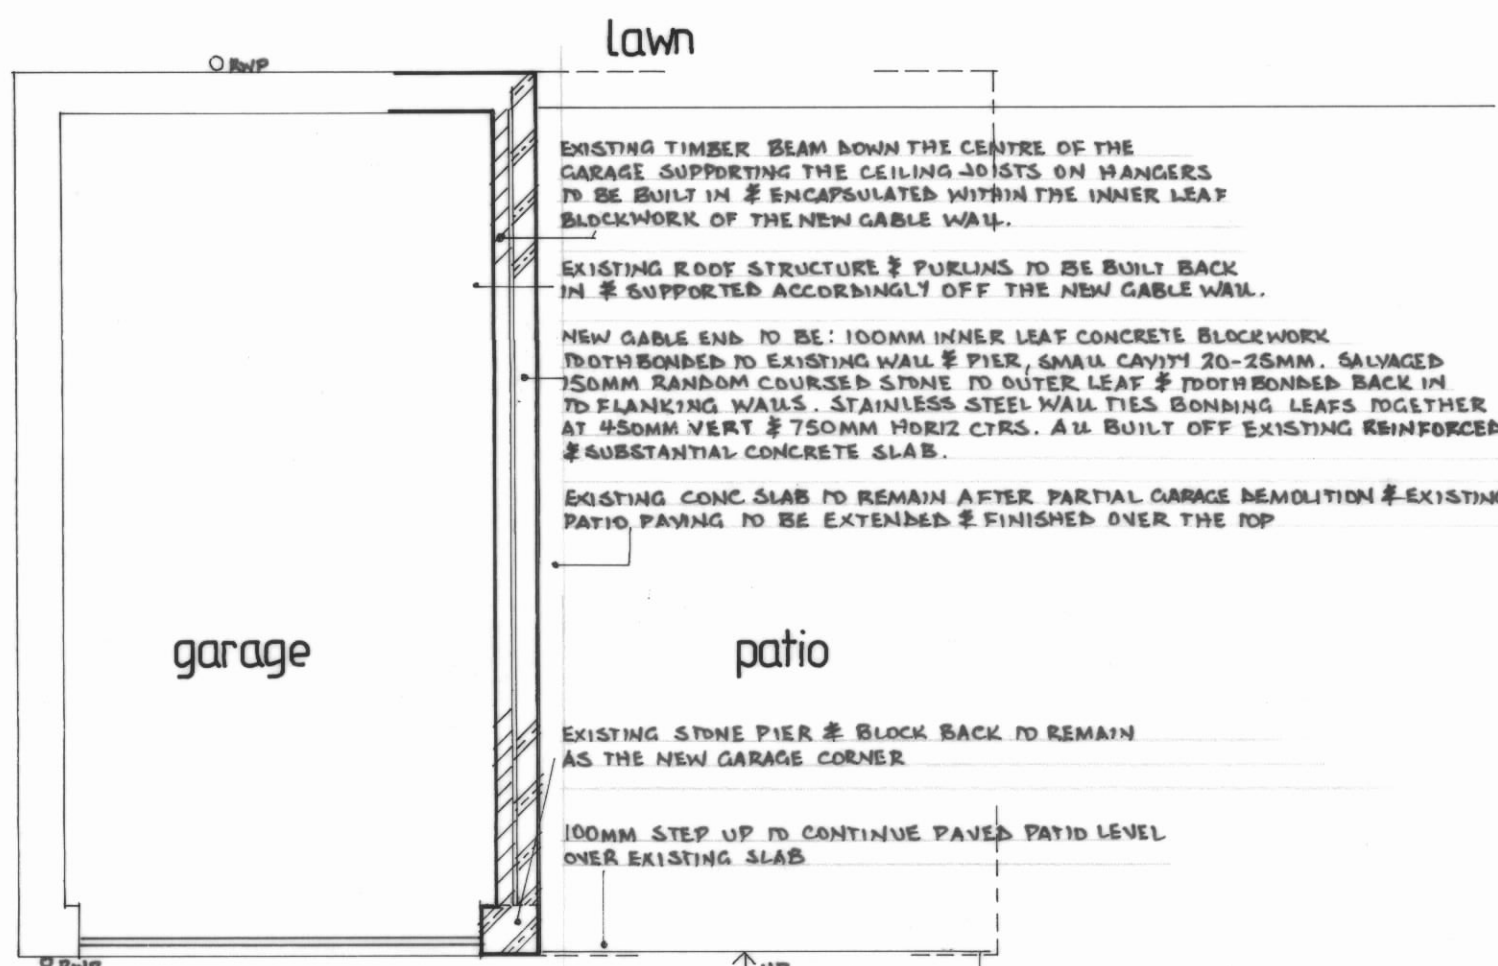 lawn
RWP
EXISTING TIMBER BEAM DOWN THE CENTRE OF THE
GARAGE SUPPORTING THE CEILING JOISTS ON HANGERS
TO BE BUILT IN & ENCAPSULATED WITHIN THE INNER LEAF
BLOCKWORK OF THE NEW GABLE WALL.
EXISTING ROOF STRUCTURE & PURLINS TO BE BUILT BACK
IN & SUPPORTED ACCORDINGLY OFF THE NEW GABLE WALL.
NEW GABLE END TO BE: 100MM INNER LEAF CONCRETE BLOCKWORK
TOOTHBONDED TO EXISTING WALL & PIER, SMALL CAVITY 20-25MM. SALVAGED
150MM RANDOM COURSED STONE TO OUTER LEAF & TOOTHBONDED BACK IN
TO FLANKING WALLS. STAINLESS STEEL WALL TIES BONDING LEAFS TOGETHER
AT 450MM VERT & 750MM HORIZ CTRS. ALL BUILT OFF EXISTING REINFORCED
& SUBSTANTIAL CONCRETE SLAB.
EXISTING CONC SLAB TO REMAIN AFTER PARTIAL GARAGE DEMOLITION & EXISTING
PATIO PAVING TO BE EXTENDED & FINISHED OVER THE TOP
garage
patio
EXISTING STONE PIER & BLOCK BACK TO REMAIN
AS THE NEW GARAGE CORNER
100MM STEP UP TO CONTINUE PAVED PATIO LEVEL
OVER EXISTING SLAB